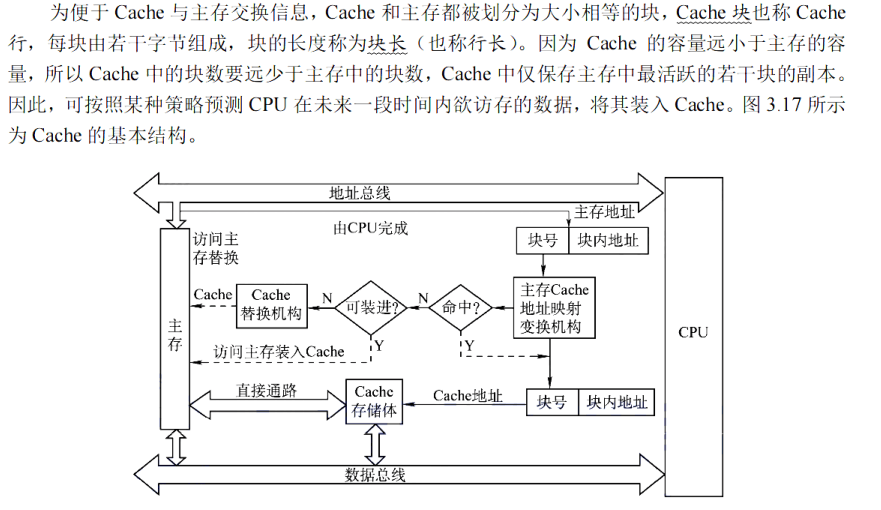 为便于 Cache 与主存交换信息，Cache 和主存都被划分为大小相等的块，Cache 块也称 Cache
行，每块由若干字节组成，块的长度称为块长（也称行长）。因为 Cache 的容量远小于主存的容
量，所以 Cache 中的块数要远少于主存中的块数，Cache 中仅保存主存中最活跃的若干块的副本。
因此，可按照某种策略预测 CPU 在未来一段时间内欲访存的数据，将其装入 Cache。图 3.17 所示
为 Cache 的基本结构。
地址总线
主存地址
由CPU完成
访问主
存替换
块号 块内地址
Cache
Cache
替换机构
N
可装进?
N
命中?
主存Cache
地址映射
变换机构
主
存
CPU
Y
Y
访问主存装入Cache
直接通路
Cache
存储体
Cache地址
块号 块内地址
数据总线